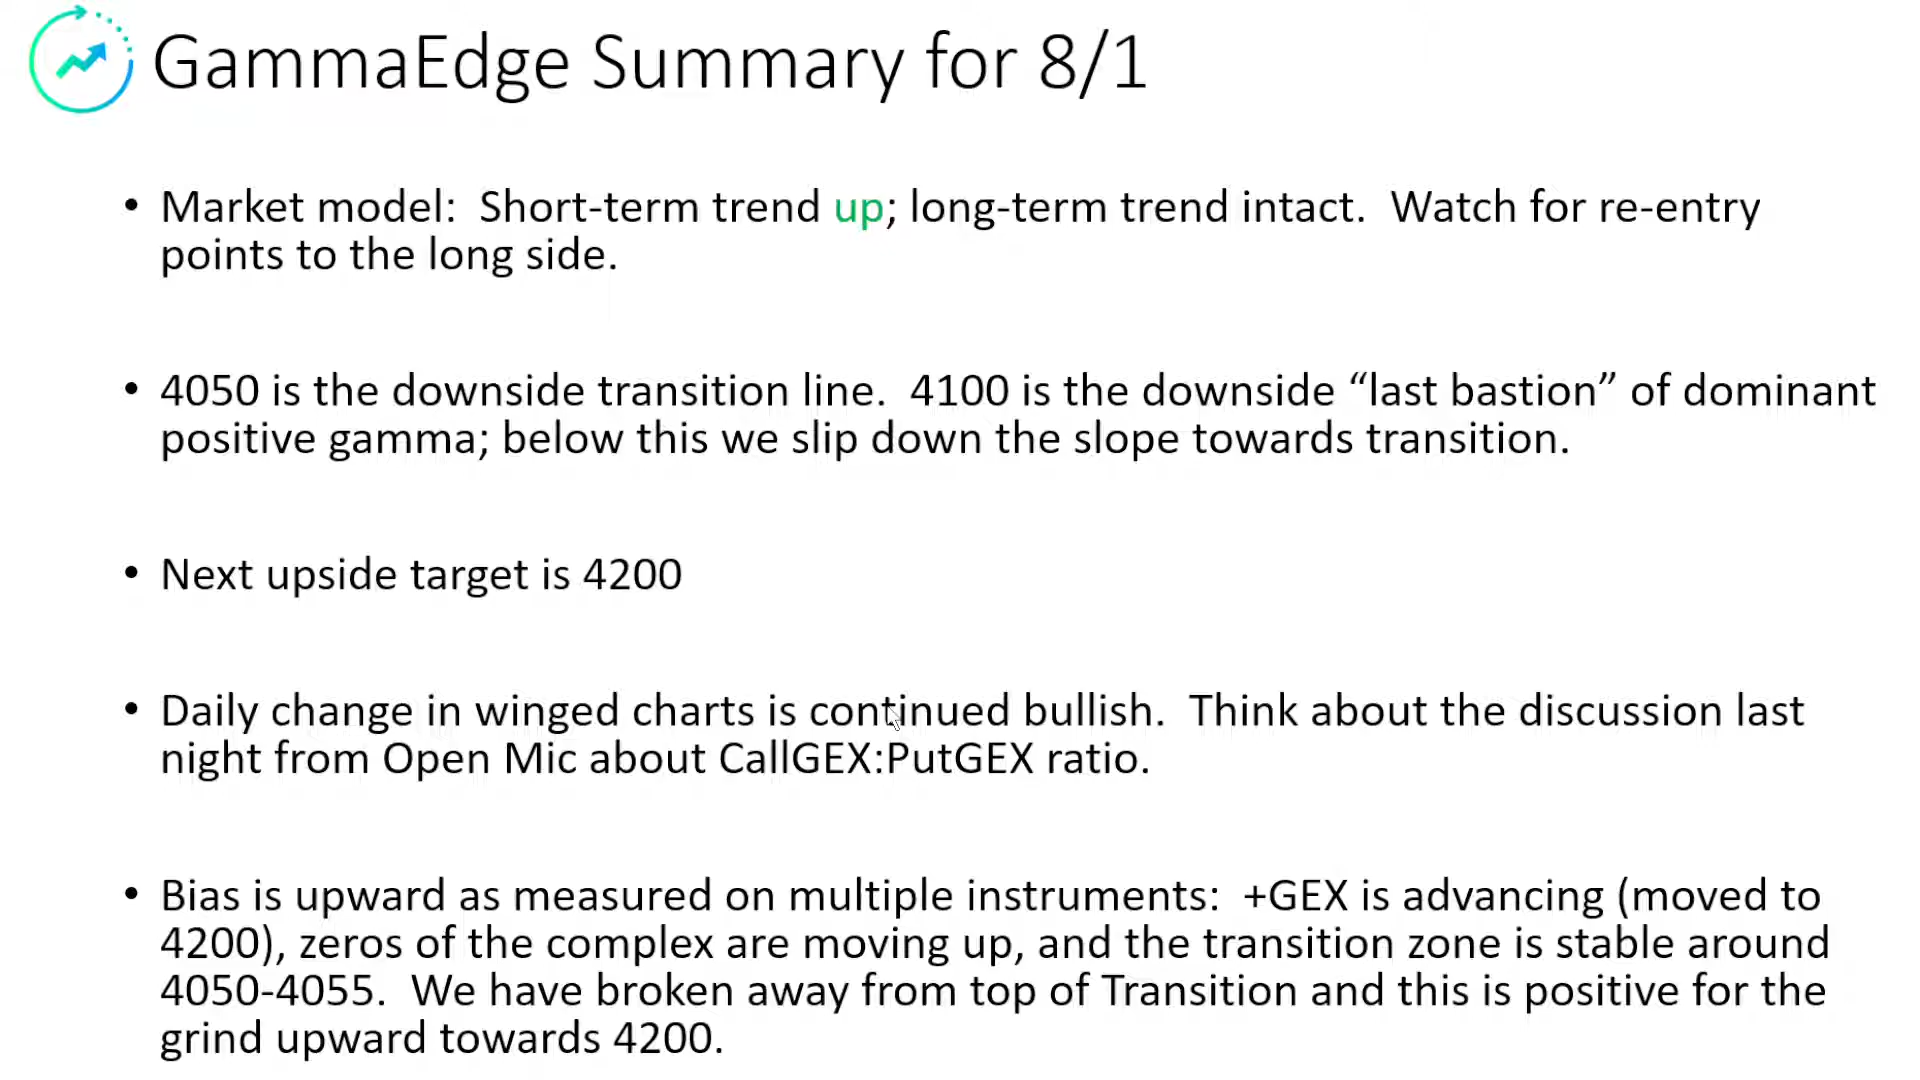 GammaEdge Summary for 8/1
• Market model:  Short-term trend up; long-term trend intact.  Watch for re-entry
points to the long side.
• 4050 is the downside transition line.  4100 is the downside “last bastion” of dominant
positive gamma; below this we slip down the slope towards transition.
• Next upside target is 4200
• Daily change in winged charts is continued bullish.  Think about the discussion last
night from Open Mic about CallGEX:PutGEX ratio.
• Bias is upward as measured on multiple instruments:  +GEX is advancing (moved to
4200), zeros of the complex are moving up, and the transition zone is stable around
4050-4055.  We have broken away from top of Transition and this is positive for the
grind upward towards 4200.